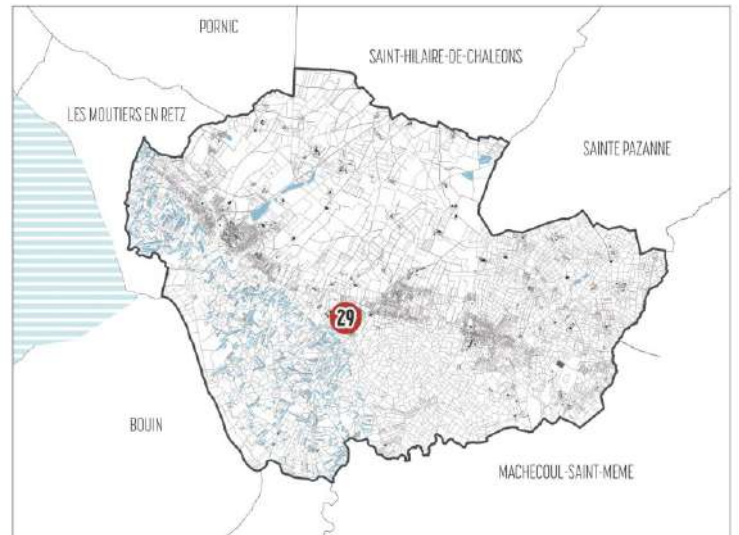 PORNIC
SAINT-HILAIRE-DE-CHALEONS
LES MOUTIERS EN RETZ
SAINTE PAZANNE
29
BOUIN
MACHECOUL-SAINT-MEME